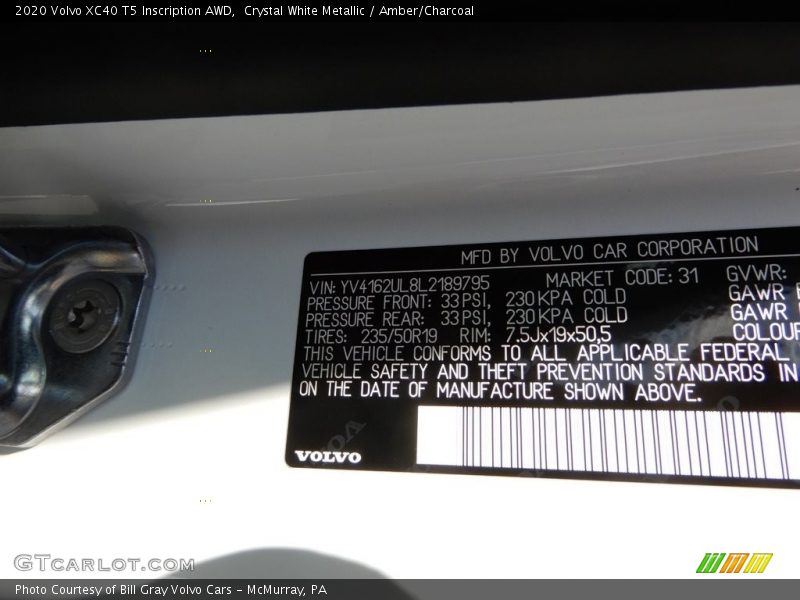 2020 Volvo XC40 T5 Inscription AWD, Crystal White Metallic / Amber/Charcoal
MFD BY VOLVO CAR CORPORATION
VIN: YV4162UL8L2189795 MARKET CODE: 31 GVWR:
PRESSURE FRONT: 33 PSI, 230 KPA COLD GAWR
PRESSURE REAR: 33 PSI, 230 KPA COLD GAWR
TIRES: 235/50R19 RIM: 7.5Jx19x50,5 COLOUR
THIS VEHICLE CONFORMS TO ALL APPLICABLE FEDERAL
VEHICLE SAFETY AND THEFT PREVENTION STANDARDS IN
ON THE DATE OF MANUFACTURE SHOWN ABOVE.
VOLVO
GTCARLOT.COM
Photo Courtesy of Bill Gray Volvo Cars - McMurray, PA